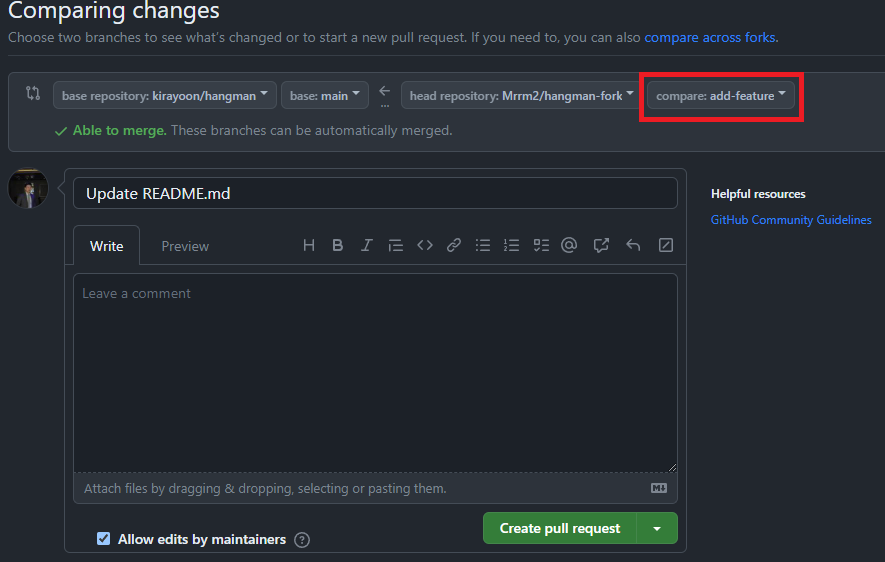 Comparing changes
Choose two branches to see what's changed or to start a new pull request. If you need to, you can also compare across forks.
base repository: kirayoon/hangman base: main ... head repository: Mrrm2/hangman-fork compare: add-feature
Able to merge. These branches can be automatically merged.
Update README.md
Helpful resources
GitHub Community Guidelines
Write Preview H B I
Leave a comment
Attach files by dragging & dropping, selecting or pasting them.
Create pull request
Allow edits by maintainers ?